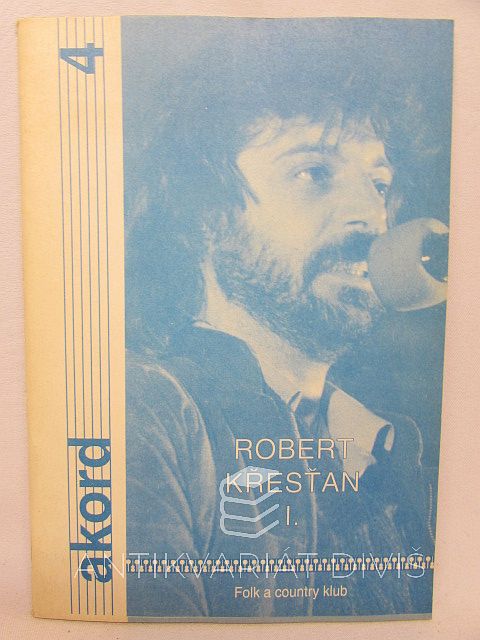 4
akord
ROBERT
KŘESŤAN
I.
ANTIKVARIÁT DIVIŠ
Folk a country klub